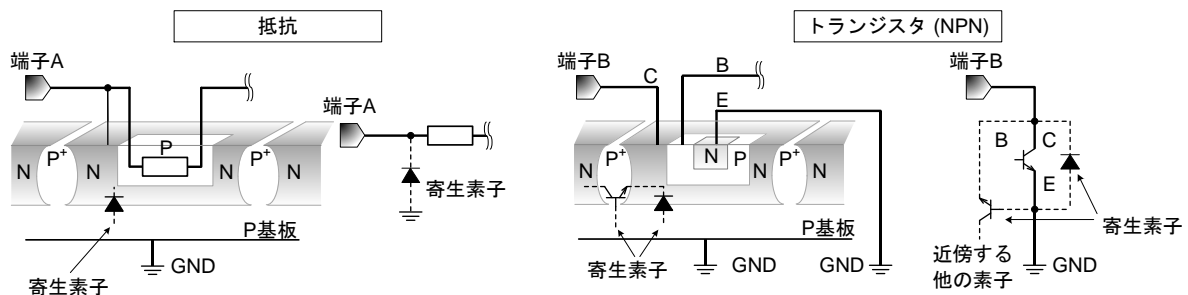 抵抗
端子A
N
P+
N
P
N
P+
N
寄生素子
P基板
GND
端子A
寄生素子
トランジスタ (NPN)
端子B
C
B
E
N
P+
N
N
P
N
P+
N
寄生素子
P基板
GND
GND
端子B
B
C
E
寄生素子
近傍する
他の素子
GND